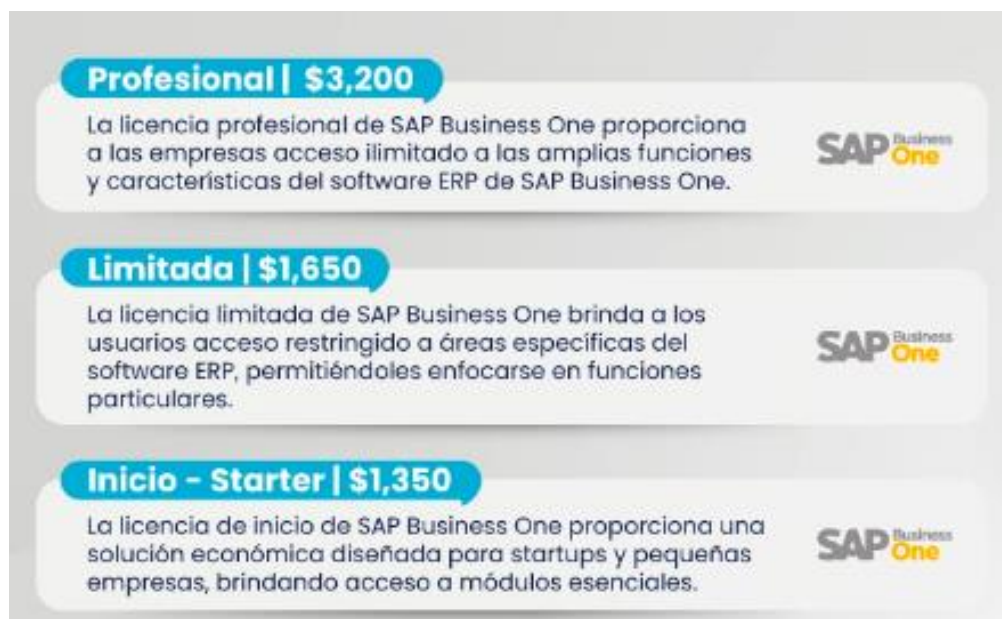 Profesional | $3,200
La licencia profesional de SAP Business One proporciona
a las empresas acceso ilimitado a las amplias funciones
y características del software ERP de SAP Business One.
SAP Business One
Limitada | $1,650
La licencia limitada de SAP Business One brinda a los
usuarios acceso restringido a áreas específicas del
software ERP, permitiéndoles enfocarse en funciones
particulares.
SAP Business One
Inicio - Starter | $1,350
La licencia de inicio de SAP Business One proporciona una
solución económica diseñada para startups y pequeñas
empresas, brindando acceso a módulos esenciales.
SAP Business One